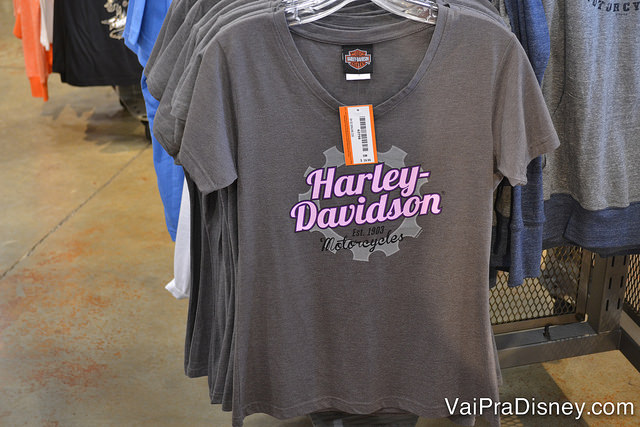 Harley-
Davidson
Est. 1903
Motorcycles
VaiPraDisney.com